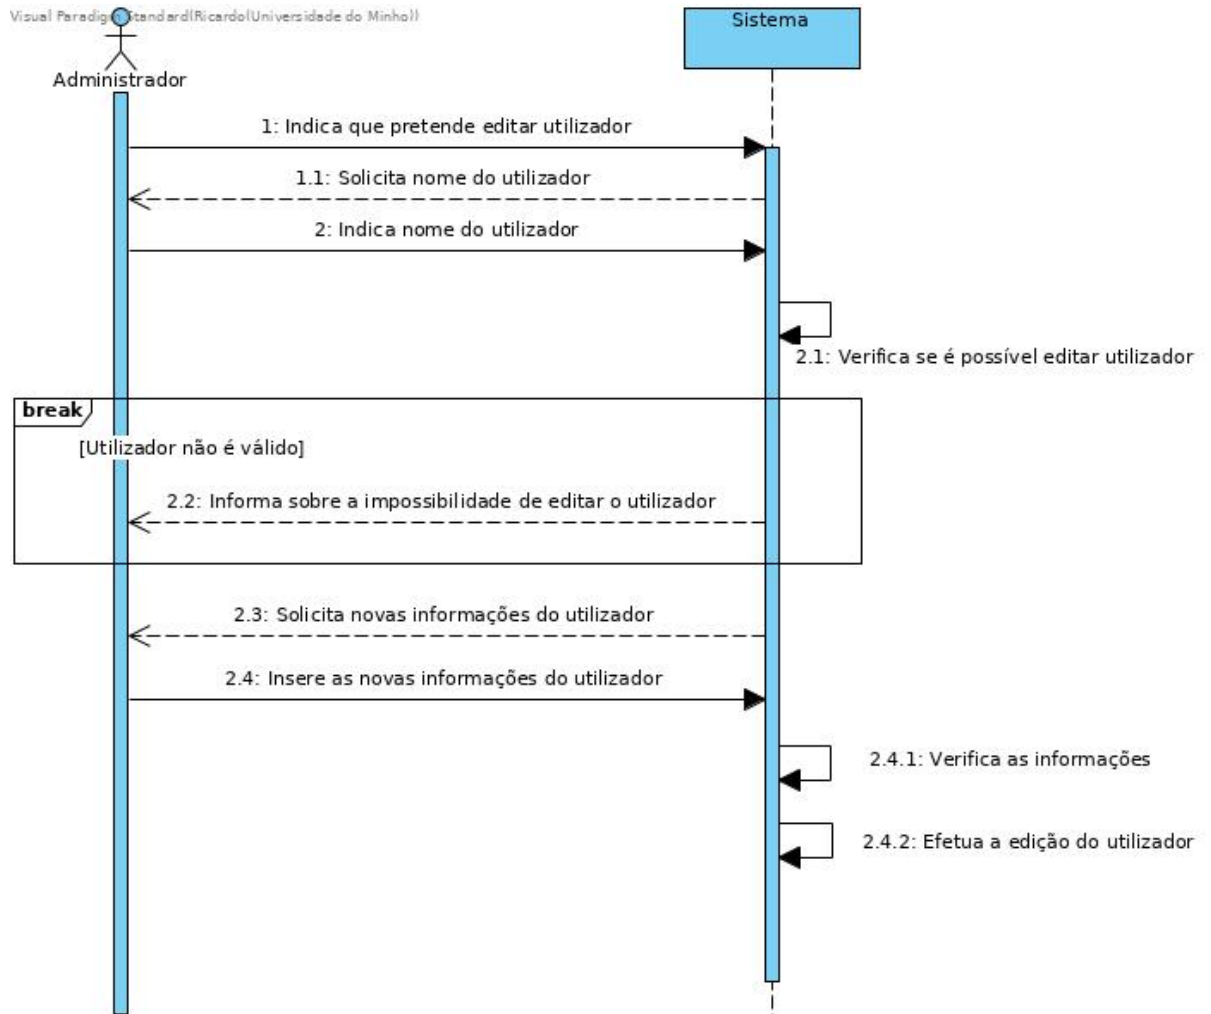 Visual Paradigm Standard(Ricardo(Universidade do Minho))
Sistema
Administrador
1: Indica que pretende editar utilizador
1.1: Solicita nome do utilizador
2: Indica nome do utilizador
2.1: Verifica se é possível editar utilizador
break
[Utilizador não é válido]
2.2: Informa sobre a impossibilidade de editar o utilizador
2.3: Solicita novas informações do utilizador
2.4: Insere as novas informações do utilizador
2.4.1: Verifica as informações
2.4.2: Efetua a edição do utilizador